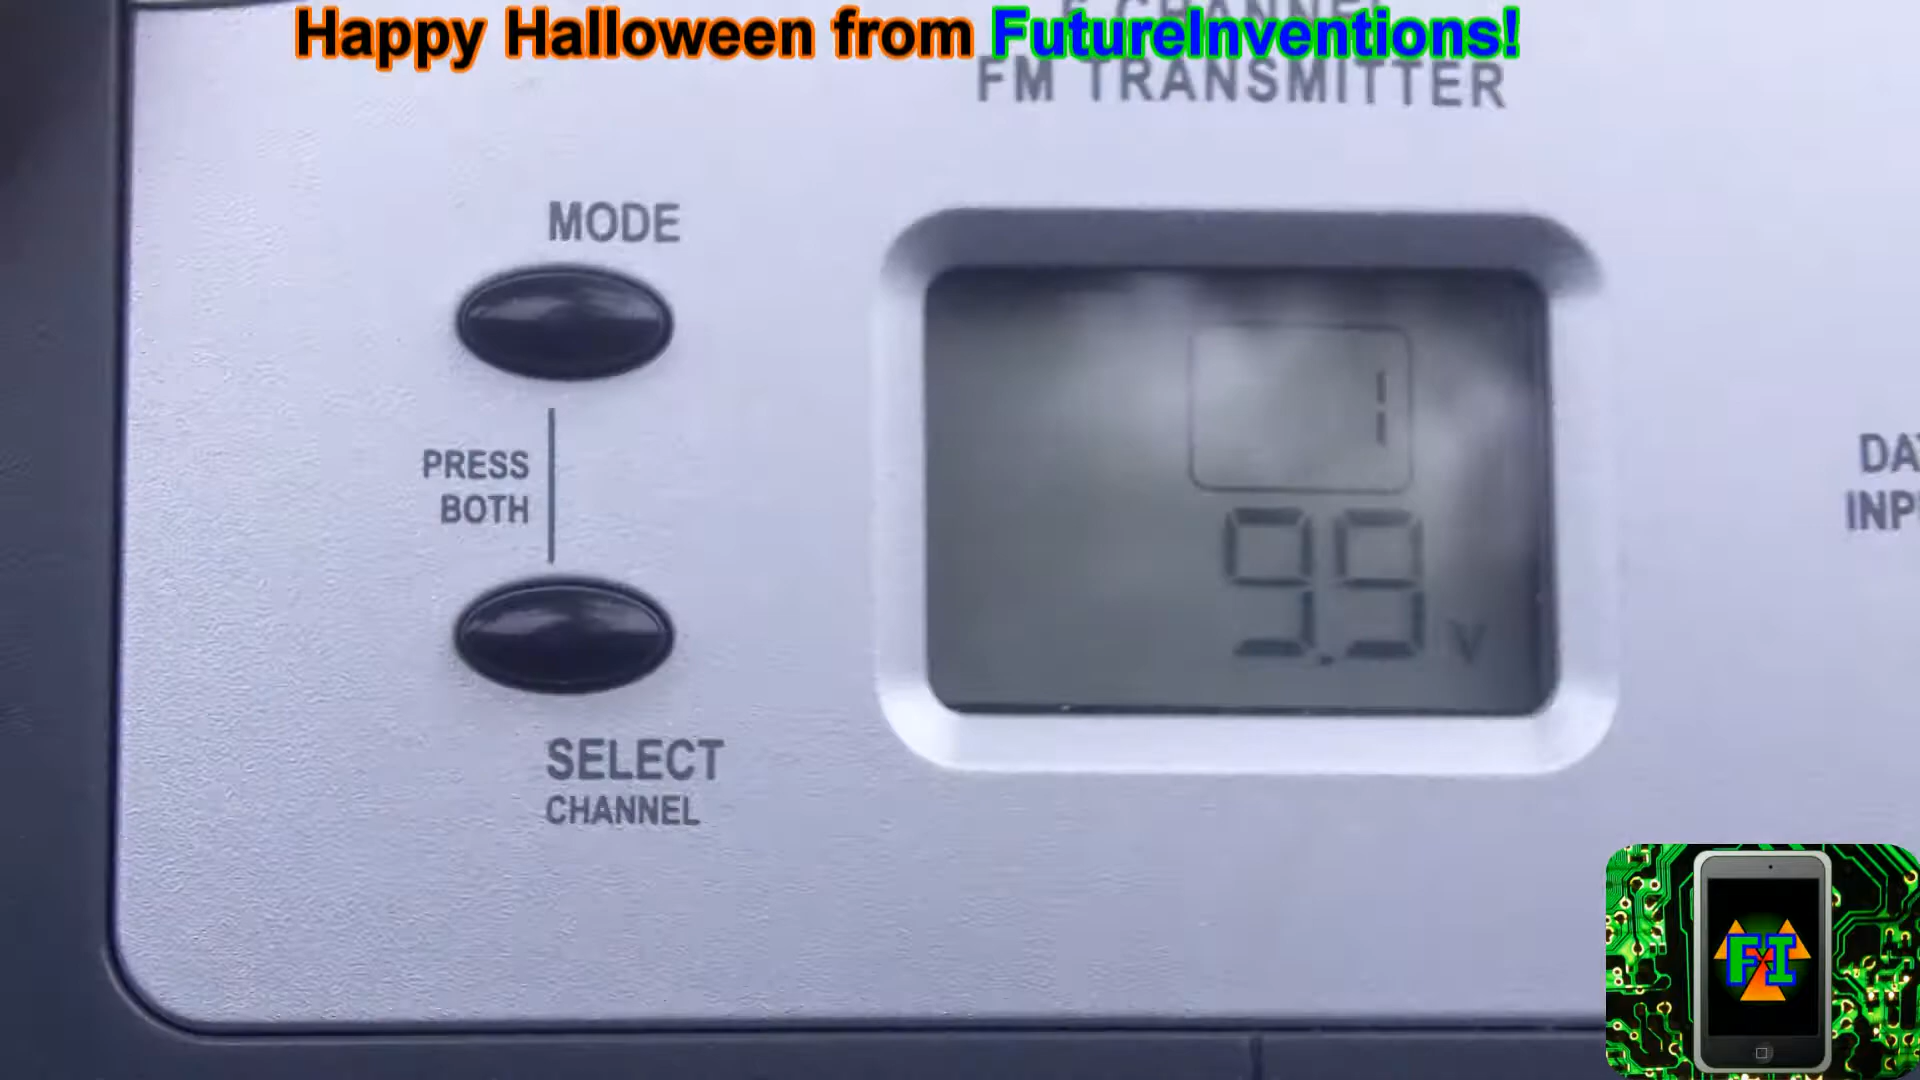 Happy Halloween from FutureInventions!
FM TRANSMITTER
MODE
PRESS
BOTH
SELECT
CHANNEL
1
9.9 V
FI